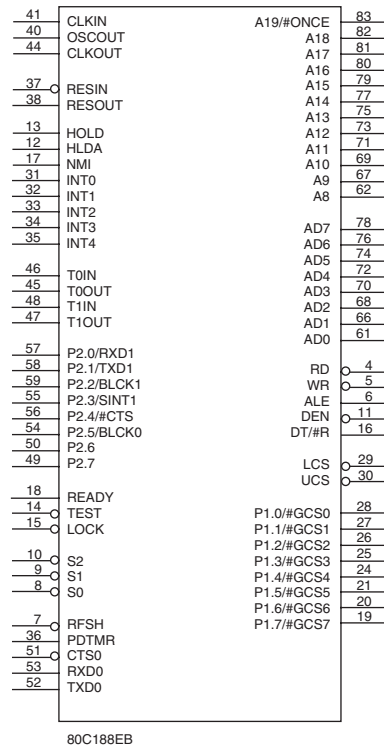 41 CLKIN
40 OSCOUT
44 CLKOUT
37 RESIN
38 RESOUT
13 HOLD
12 HLDA
17 NMI
31 INT0
32 INT1
33 INT2
34 INT3
35 INT4
46 T0IN
45 T0OUT
48 T1IN
47 T1OUT
57 P2.0/RXD1
58 P2.1/TXD1
59 P2.2/BLCK1
55 P2.3/SINT1
56 P2.4/#CTS
54 P2.5/BLCK0
50 P2.6
49 P2.7
18 READY
14 TEST
15 LOCK
10 S2
9 S1
8 S0
7 RFSH
36 PDTMR
51 CTS0
53 RXD0
52 TXD0
A19/#ONCE 83
A18 82
A17 81
A16 80
A15 79
A14 77
A13 75
A12 73
A11 71
A10 69
A9 67
A8 62
AD7 78
AD6 76
AD5 74
AD4 72
AD3 70
AD2 68
AD1 66
AD0 61
RD 4
WR 5
ALE 6
DEN 11
DT/#R 16
LCS 29
UCS 30
P1.0/#GCS0 28
P1.1/#GCS1 27
P1.2/#GCS2 26
P1.3/#GCS3 25
P1.4/#GCS4 24
P1.5/#GCS5 21
P1.6/#GCS6 20
P1.7/#GCS7 19
80C188EB